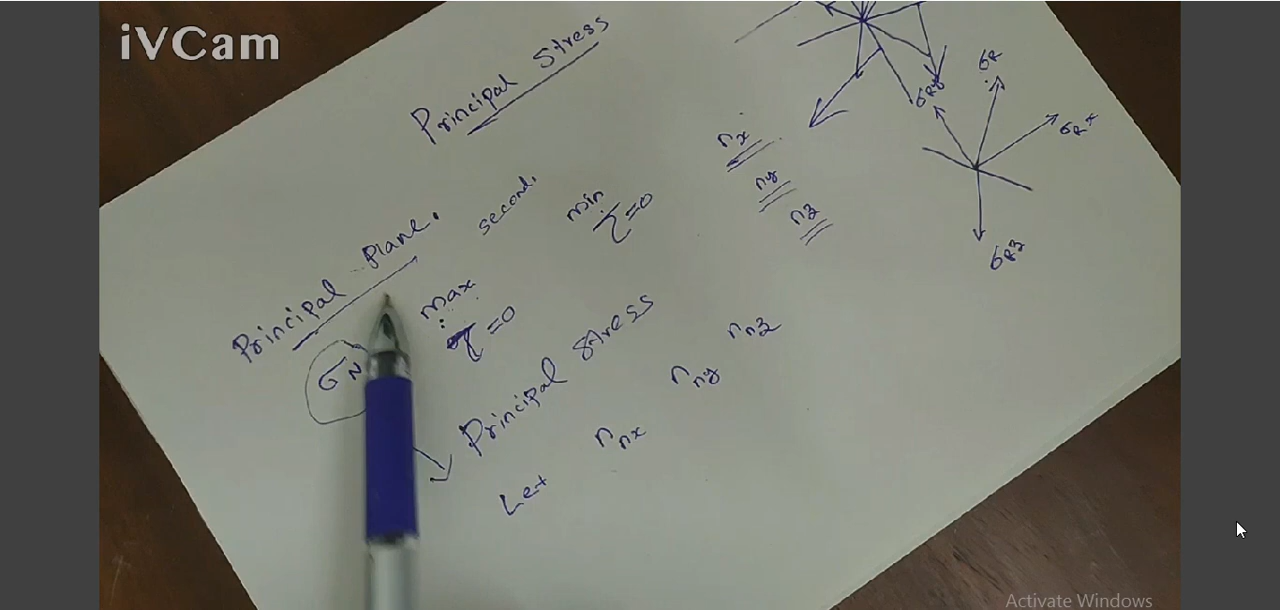 iVCam
Principal Stress
σR
σRy
σRx
σRz
nx
ny
nz
Principal Plane.
second.
min
τ=0
max
τ=0
σN
Principal Stress
Let nnx nny nnz
Activate Windows